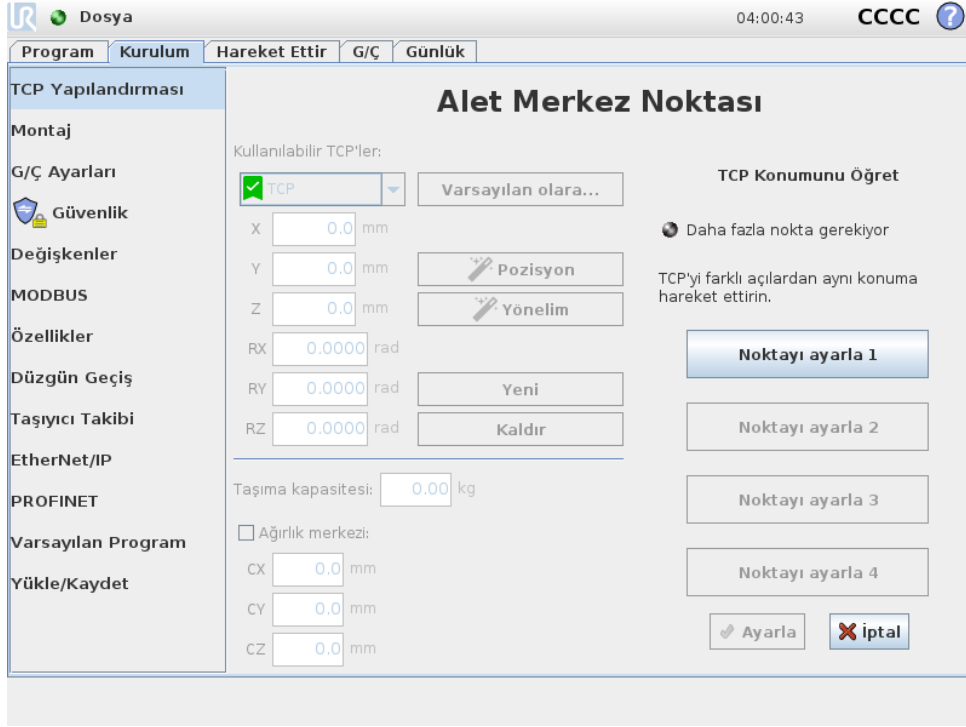 UR Dosya 04:00:43 CCCC ?
Program Kurulum Hareket Ettir G/Ç Günlük
TCP Yapılandırması
Montaj
G/Ç Ayarları
Güvenlik
Değişkenler
MODBUS
Özellikler
Düzgün Geçiş
Taşıyıcı Takibi
EtherNet/IP
PROFINET
Varsayılan Program
Yükle/Kaydet
Alet Merkez Noktası
Kullanılabilir TCP'ler:
TCP Varsayılan olara...
X 0.0 mm
Y 0.0 mm Pozisyon
Z 0.0 mm Yönelim
RX 0.0000 rad
RY 0.0000 rad Yeni
RZ 0.0000 rad Kaldır
Taşıma kapasitesi: 0.00 kg
Ağırlık merkezi:
CX 0.0 mm
CY 0.0 mm
CZ 0.0 mm
TCP Konumunu Öğret
Daha fazla nokta gerekiyor
TCP'yi farklı açılardan aynı konuma
hareket ettirin.
Noktayı ayarla 1
Noktayı ayarla 2
Noktayı ayarla 3
Noktayı ayarla 4
Ayarla İptal